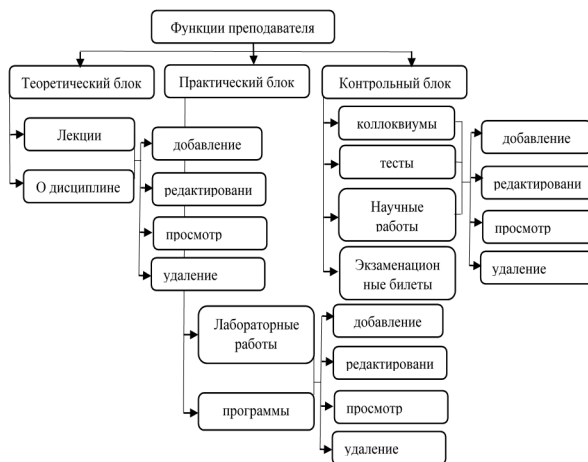 Функции преподавателя
Теоретический блок
Практический блок
Контрольный блок
Лекции
О дисциплине
добавление
редактировани
просмотр
удаление
Лабораторные
работы
программы
добавление
редактировани
просмотр
удаление
коллоквиумы
тесты
Научные
работы
Экзаменацион
ные билеты
добавление
редактировани
просмотр
удаление